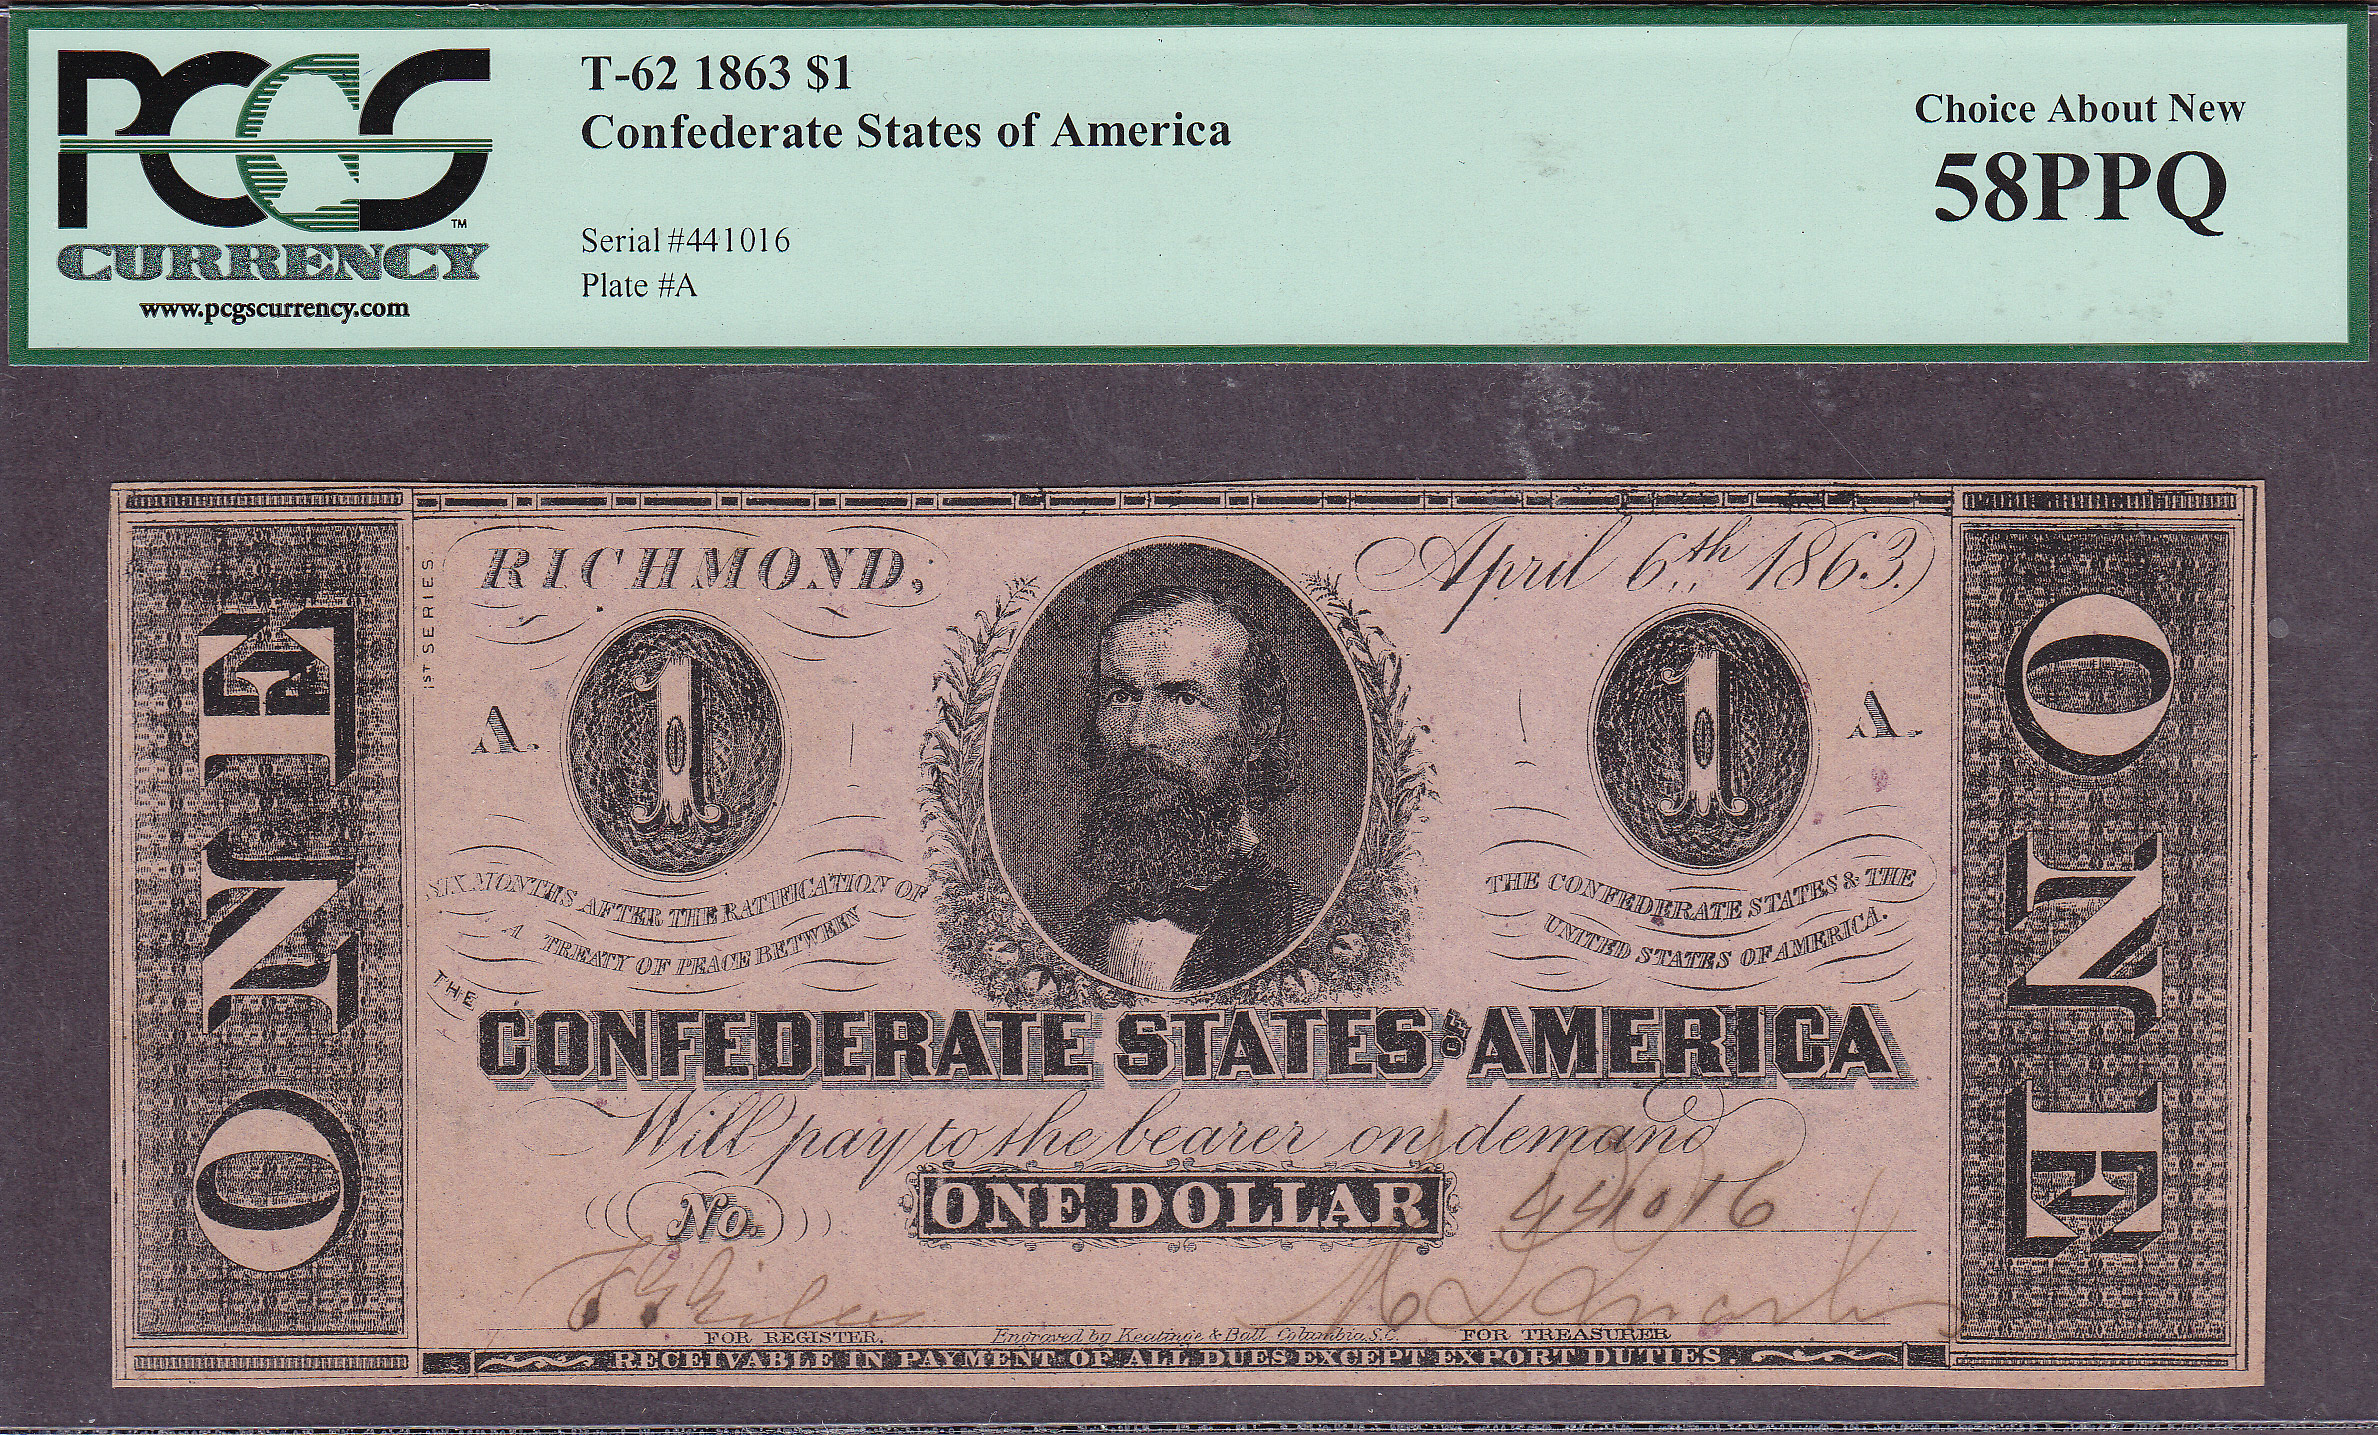 PCGS
CURRENCY
TM
www.pcgscurrency.com
T-62 1863 $1
Confederate States of America
Serial #441016
Plate #A
Choice About New
58PPQ
RICHMOND,
April 6th 1863.
1ST SERIES
ONE
A.
1
1
A.
ONE
SIX MONTHS AFTER THE RATIFICATION OF
A TREATY OF PEACE BETWEEN
THE CONFEDERATE STATES & THE
UNITED STATES OF AMERICA.
THE
CONFEDERATE STATES OF AMERICA
Will pay to the bearer on demand
No.
ONE DOLLAR
441016
FOR REGISTER.
Engraved by Keatinge & Ball Columbia, S.C.
FOR TREASURER
RECEIVABLE IN PAYMENT OF ALL DUES EXCEPT EXPORT DUTIES.